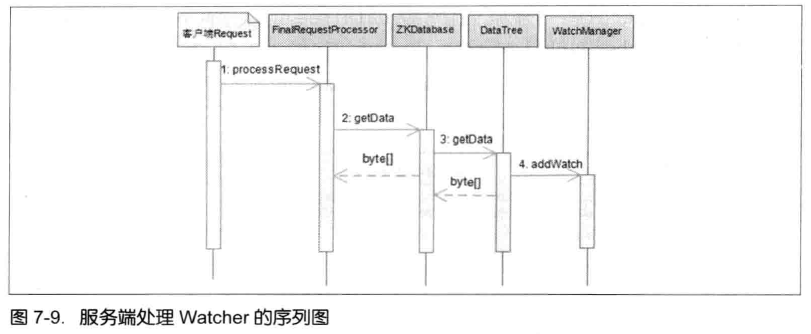 客户端Request FinalRequestProcessor ZKDatabase DataTree WatchManager
1: processRequest
2: getData
3: getData
byte[]
4. addWatch
byte[]
图 7-9. 服务端处理 Watcher 的序列图